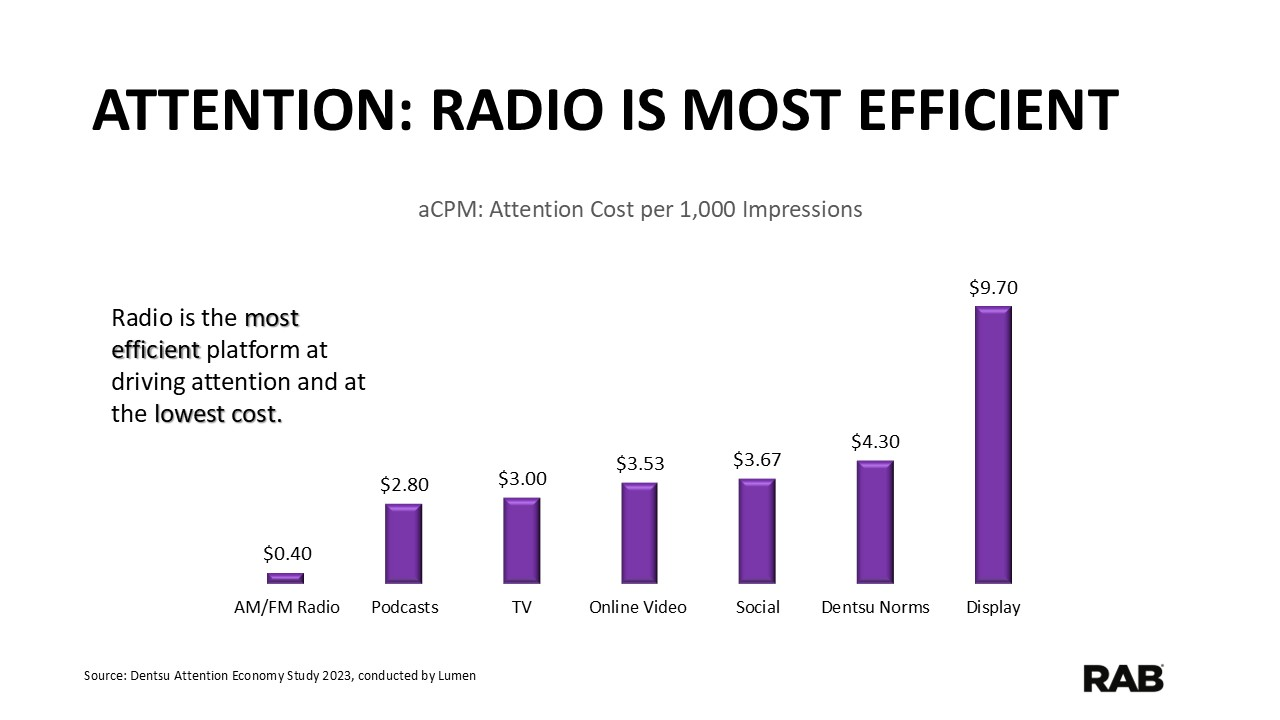 ATTENTION: RADIO IS MOST EFFICIENT
aCPM: Attention Cost per 1,000 Impressions
Radio is the most
efficient platform at
driving attention and at
the lowest cost.
$0.40
$2.80
$3.00
$3.53
$3.67
$4.30
$9.70
AM/FM Radio
Podcasts
TV
Online Video
Social
Dentsu Norms
Display
Source: Dentsu Attention Economy Study 2023, conducted by Lumen
RAB